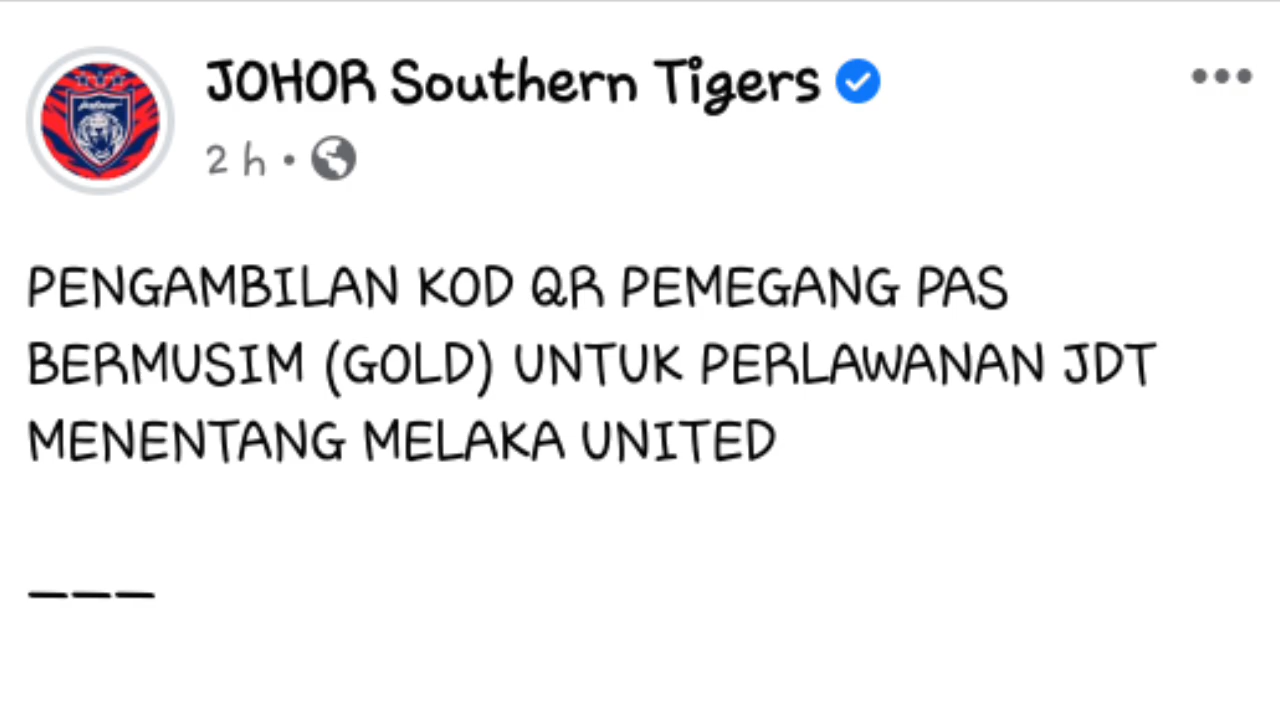 JOHOR Southern Tigers
2 h •
PENGAMBILAN KOD QR PEMEGANG PAS
BERMUSIM (GOLD) UNTUK PERLAWANAN JDT
MENENTANG MELAKA UNITED
———